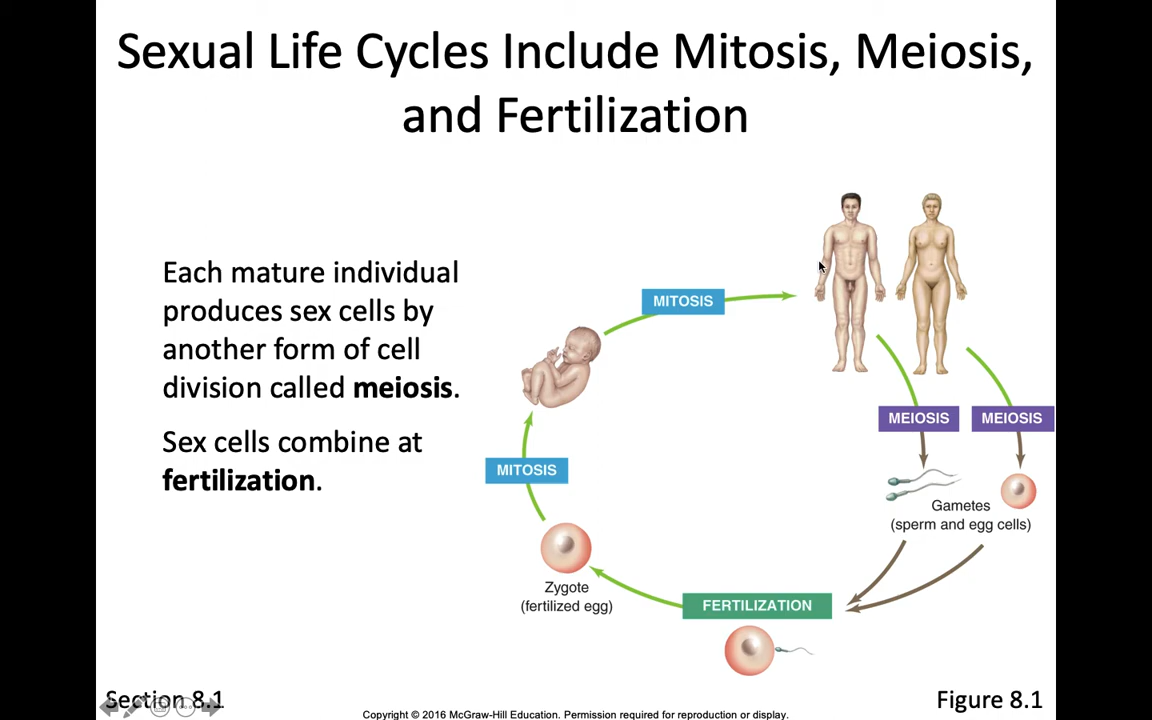 Sexual Life Cycles Include Mitosis, Meiosis,
and Fertilization
Each mature individual
produces sex cells by
another form of cell
division called meiosis.
Sex cells combine at
fertilization.
MITOSIS
MEIOSIS
MEIOSIS
MITOSIS
Gametes
(sperm and egg cells)
Zygote
(fertilized egg)
FERTILIZATION
Section 8.1
Figure 8.1
Copyright © 2016 McGraw-Hill Education. Permission required for reproduction or display.